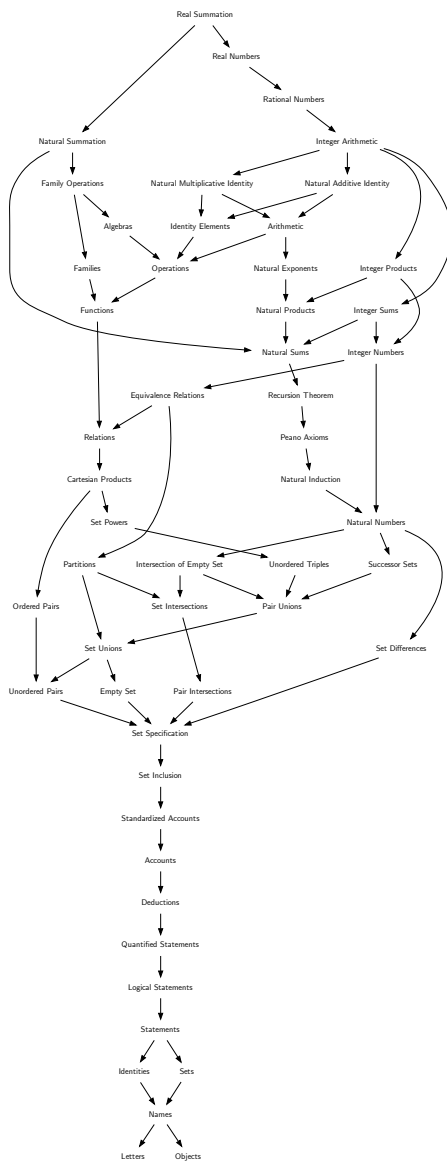 Real Summation
Real Numbers
Rational Numbers
Natural Summation
Integer Arithmetic
Family Operations
Natural Multiplicative Identity
Natural Additive Identity
Algebras
Identity Elements
Arithmetic
Families
Operations
Natural Exponents
Integer Products
Functions
Natural Products
Integer Sums
Natural Sums
Integer Numbers
Equivalence Relations
Recursion Theorem
Relations
Peano Axioms
Cartesian Products
Natural Induction
Set Powers
Natural Numbers
Partitions
Intersection of Empty Set
Unordered Triples
Successor Sets
Ordered Pairs
Set Intersections
Pair Unions
Set Unions
Set Differences
Unordered Pairs
Empty Set
Pair Intersections
Set Specification
Set Inclusion
Standardized Accounts
Accounts
Deductions
Quantified Statements
Logical Statements
Statements
Identities
Sets
Names
Letters
Objects